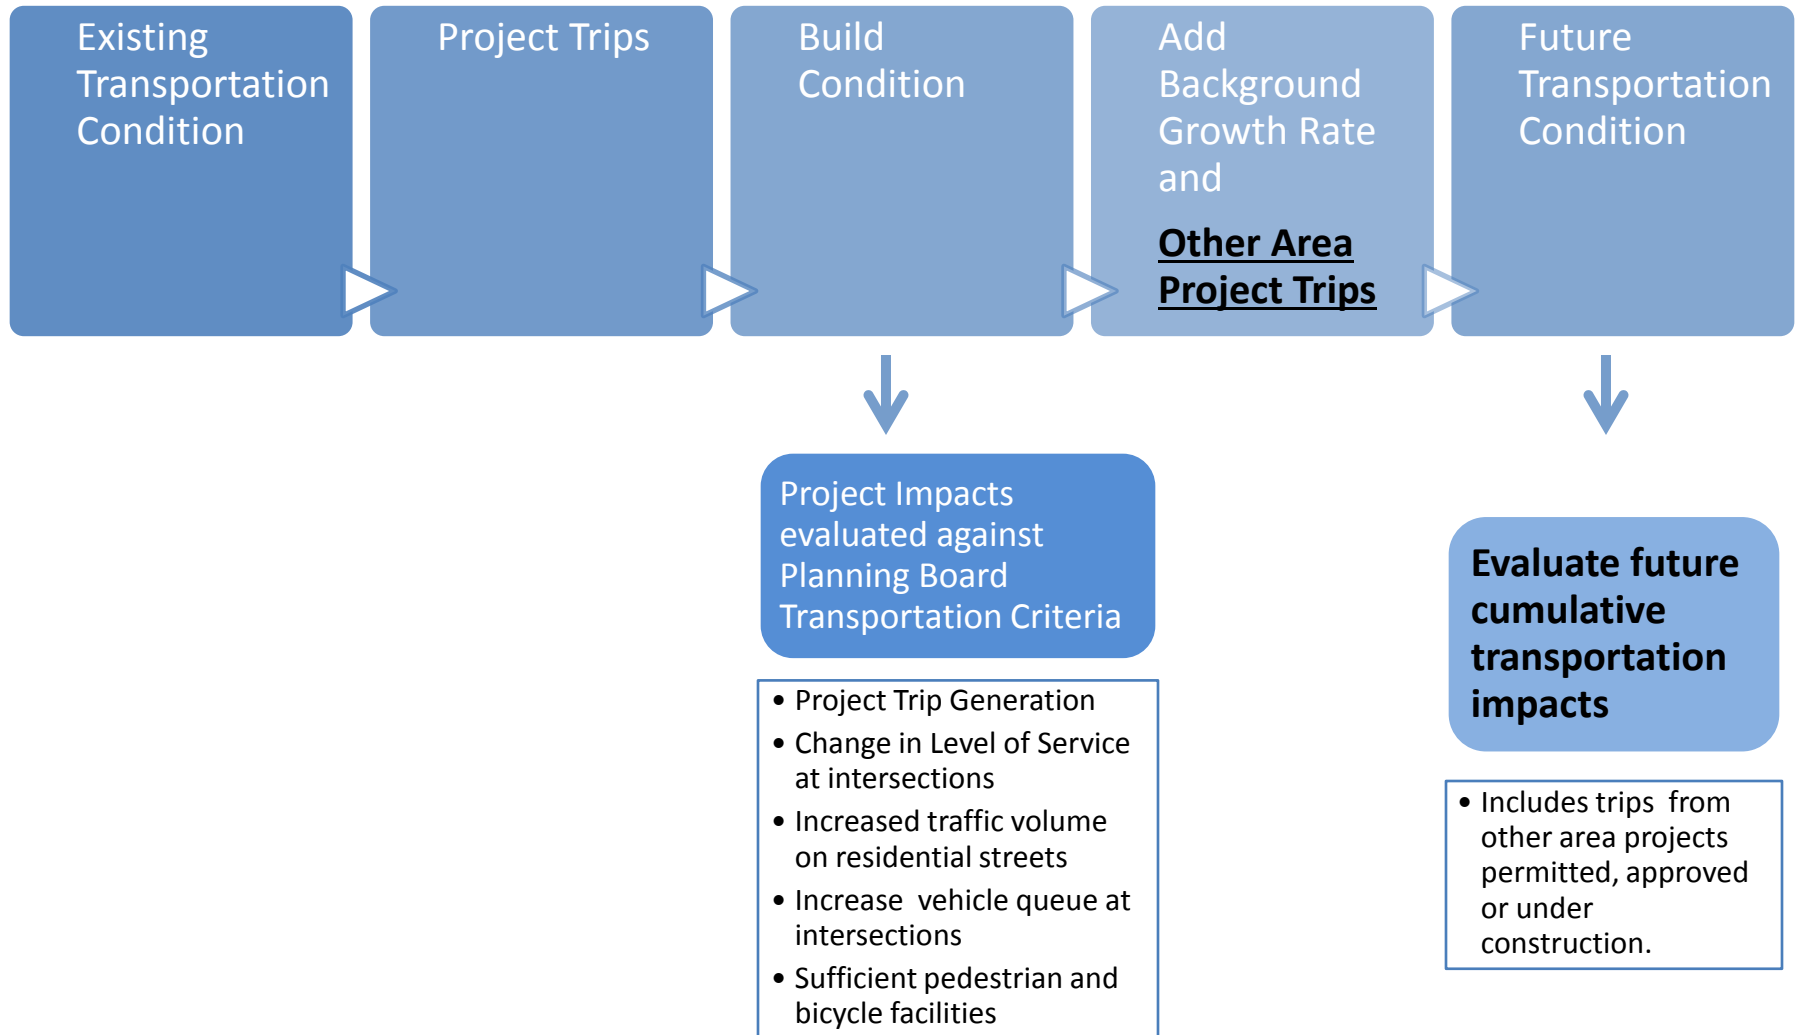 Existing
Transportation
Condition
Project Trips
Build
Condition
Add
Background
Growth Rate
and
Other Area
Project Trips
Future
Transportation
Condition
Project Impacts
evaluated against
Planning Board
Transportation Criteria
• Project Trip Generation
• Change in Level of Service
at intersections
• Increased traffic volume
on residential streets
• Increase  vehicle queue at
intersections
• Sufficient pedestrian and
bicycle facilities
Evaluate future
cumulative
transportation
impacts
• Includes trips  from
other area projects
permitted, approved
or under
construction.